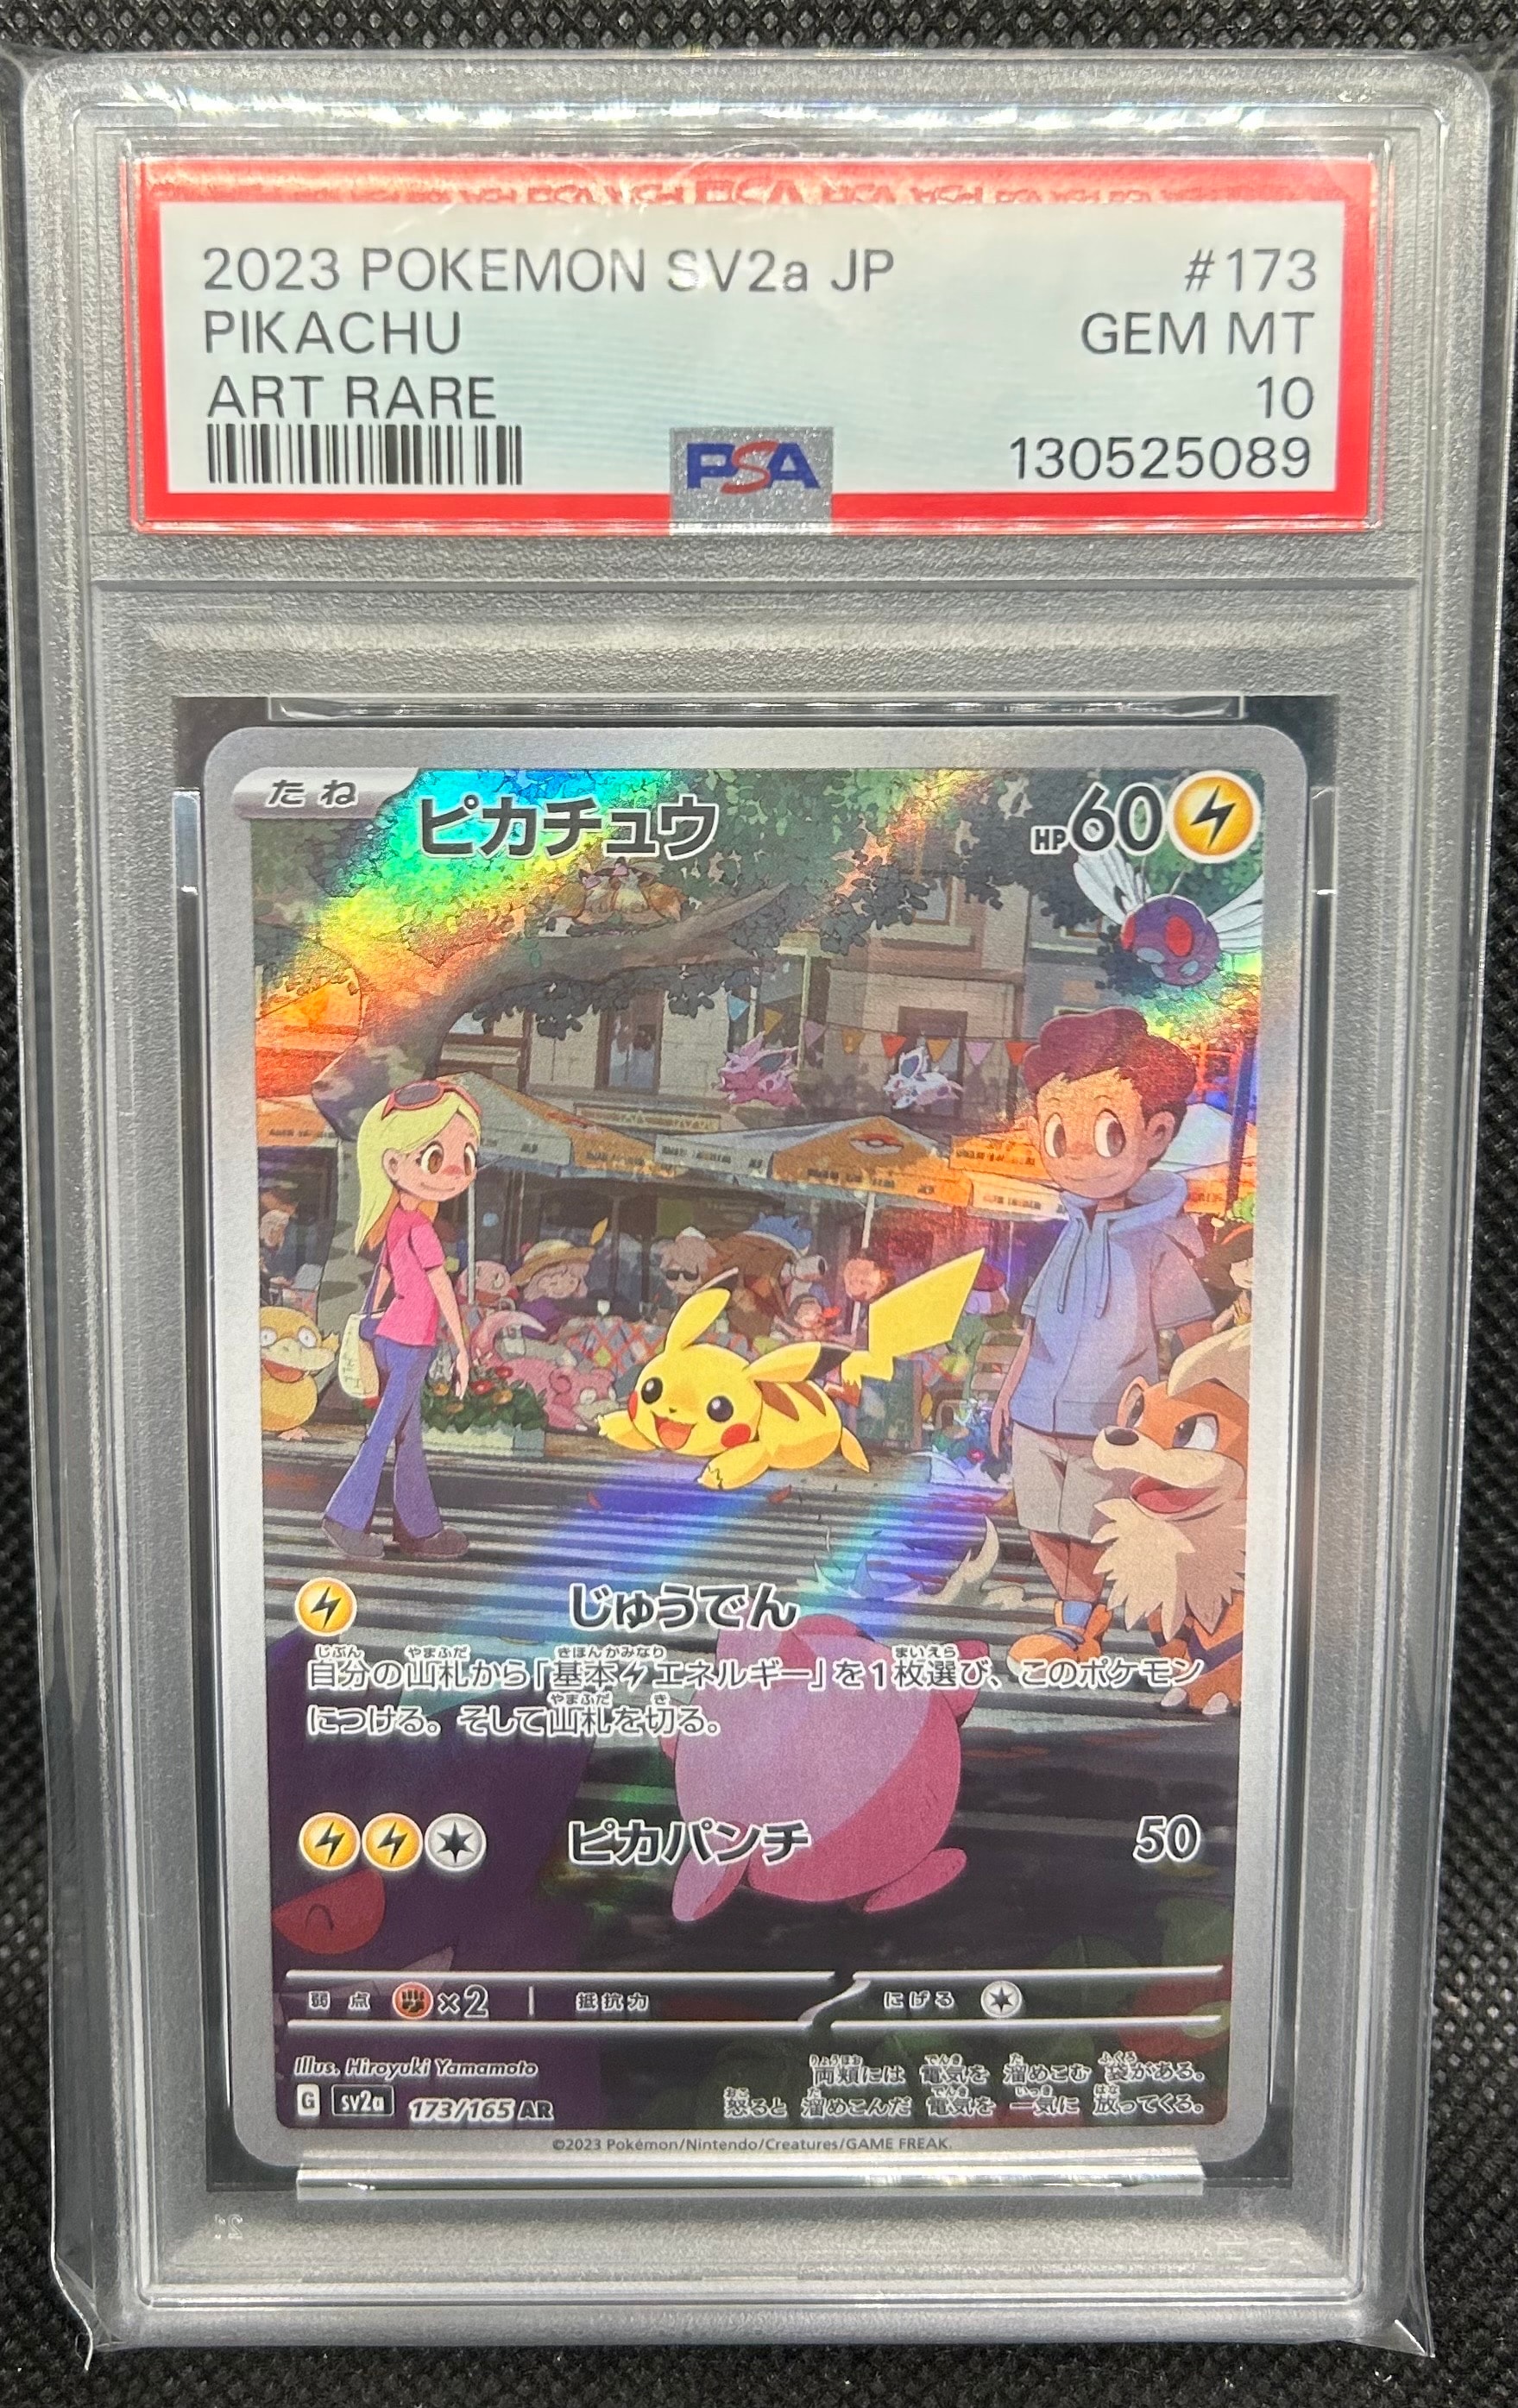 2023 POKEMON SV2a JP #173
PIKACHU GEM MT
ART RARE 10
PSA 130525089
たね ピカチュウ HP60
じゅうでん
自分の山札から「基本エネルギー」を1枚選び、このポケモン
につける。そして山札を切る。
ピカパンチ 50
弱点 ×2 抵抗力 にげる
Illus. Hiroyuki Yamamoto
両頬には 電気を 溜めこむ 袋がある。
G sv2a 173/165 AR
怒ると 溜めこんだ 電気を 一気に 放ってくる。
©2023 Pokémon/Nintendo/Creatures/GAME FREAK.